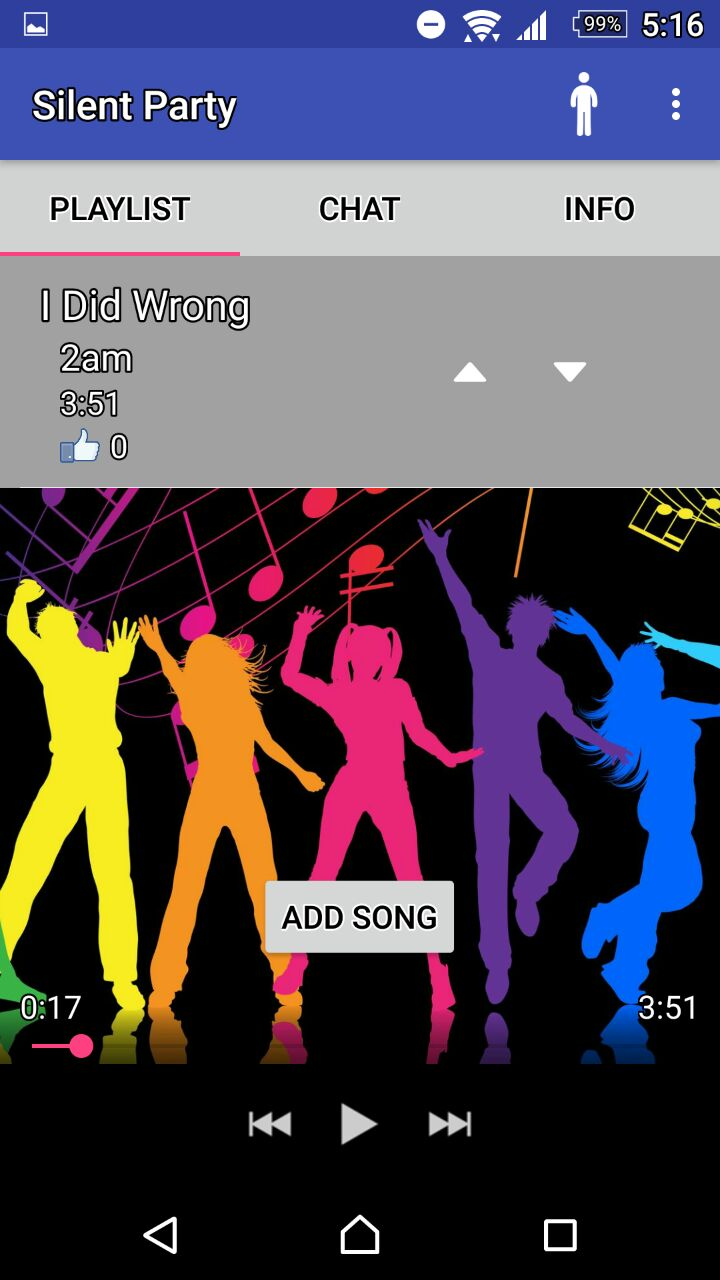 99% 5:16
Silent Party
PLAYLIST CHAT INFO
I Did Wrong
2am
3:51
0
ADD SONG
0:17 3:51